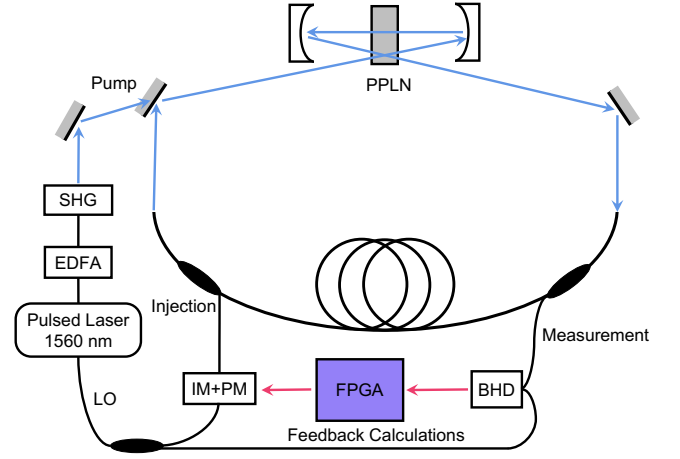 PPLN
Pump
SHG
EDFA
Injection
Pulsed Laser
1560 nm
Measurement
LO
IM+PM
FPGA
BHD
Feedback Calculations